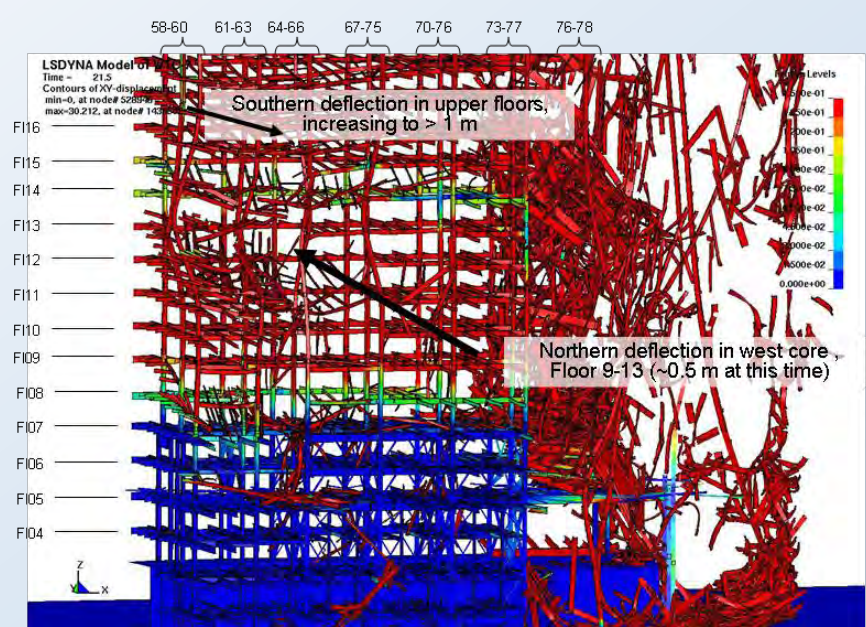 58-60 61-63 64-66 67-75 70-76 73-77 76-78
LSDYNA Model of
Time = 21.5
Contours of XY-displacement
min=0, at node#
max=30.212, at node#
Levels
Southern deflection in upper floors,
increasing to > 1 m
Fl16
Fl15
Fl14
Fl13
Fl12
Fl11
Fl10
Fl09
Fl08
Fl07
Fl06
Fl05
Fl04
0.000e+00
Northern deflection in west core ,
Floor 9-13 (~0.5 m at this time)
Z
Y
X